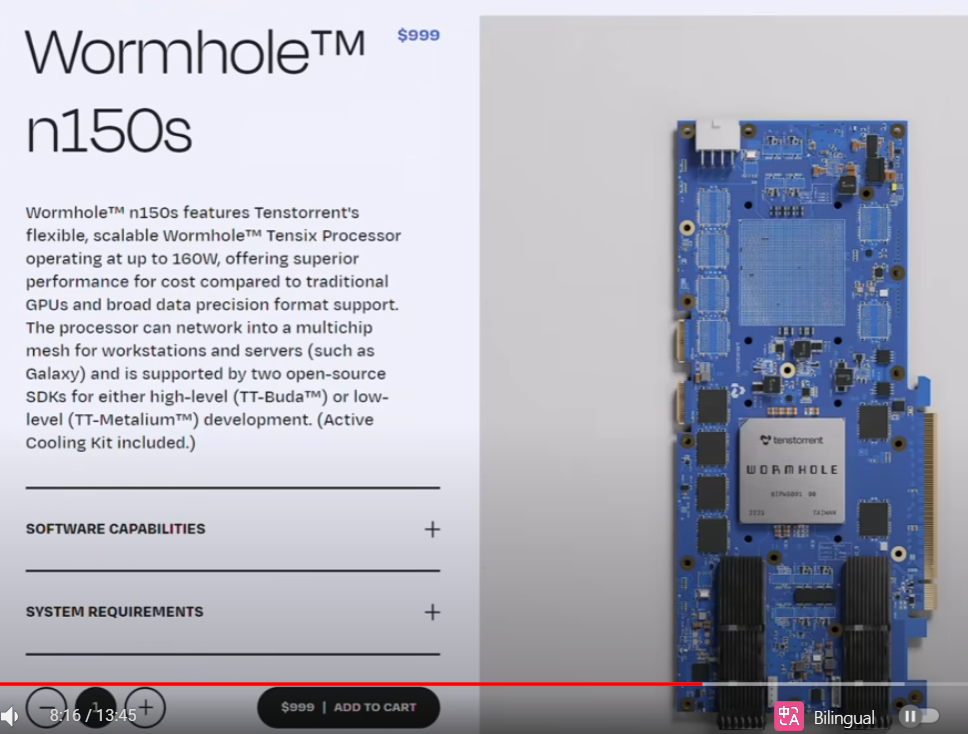 Wormhole™ $999
n150s
Wormhole™ n150s features Tenstorrent's
flexible, scalable Wormhole™ Tensix Processor
operating at up to 160W, offering superior
performance for cost compared to traditional
GPUs and broad data precision format support.
The processor can network into a multichip
mesh for workstations and servers (such as
Galaxy) and is supported by two open-source
SDKs for either high-level (TT-Buda™) or low-
level (TT-Metalium™) development. (Active
Cooling Kit included.)
SOFTWARE CAPABILITIES +
SYSTEM REQUIREMENTS +
− 1 +
$999 | ADD TO CART
8:16 / 13:45
Bilingual
tenstorrent
WORMHOLE
TAIWAN